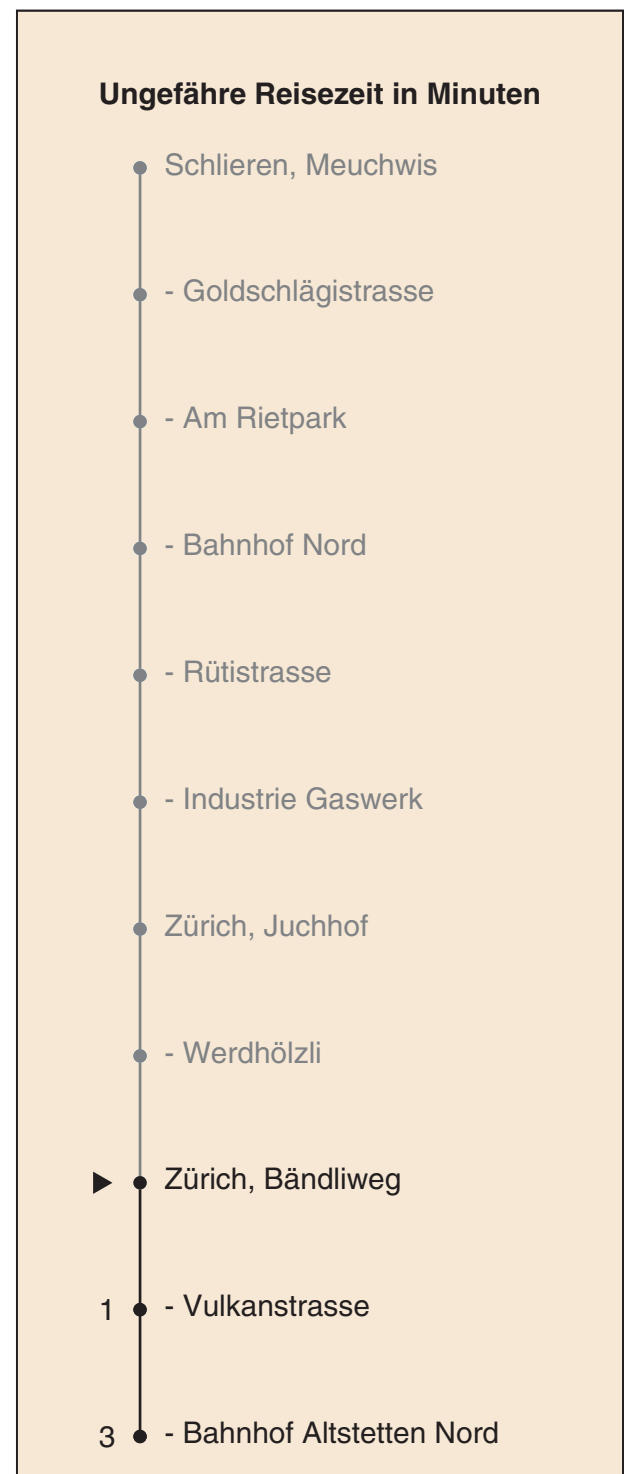 Ungefähre Reisezeit in Minuten
Schlieren, Meuchwis
- Goldschlägistrasse
- Am Rietpark
- Bahnhof Nord
- Rütistrasse
- Industrie Gaswerk
Zürich, Juchhof
- Werdhölzli
Zürich, Bändliweg
1 - Vulkanstrasse
3 - Bahnhof Altstetten Nord